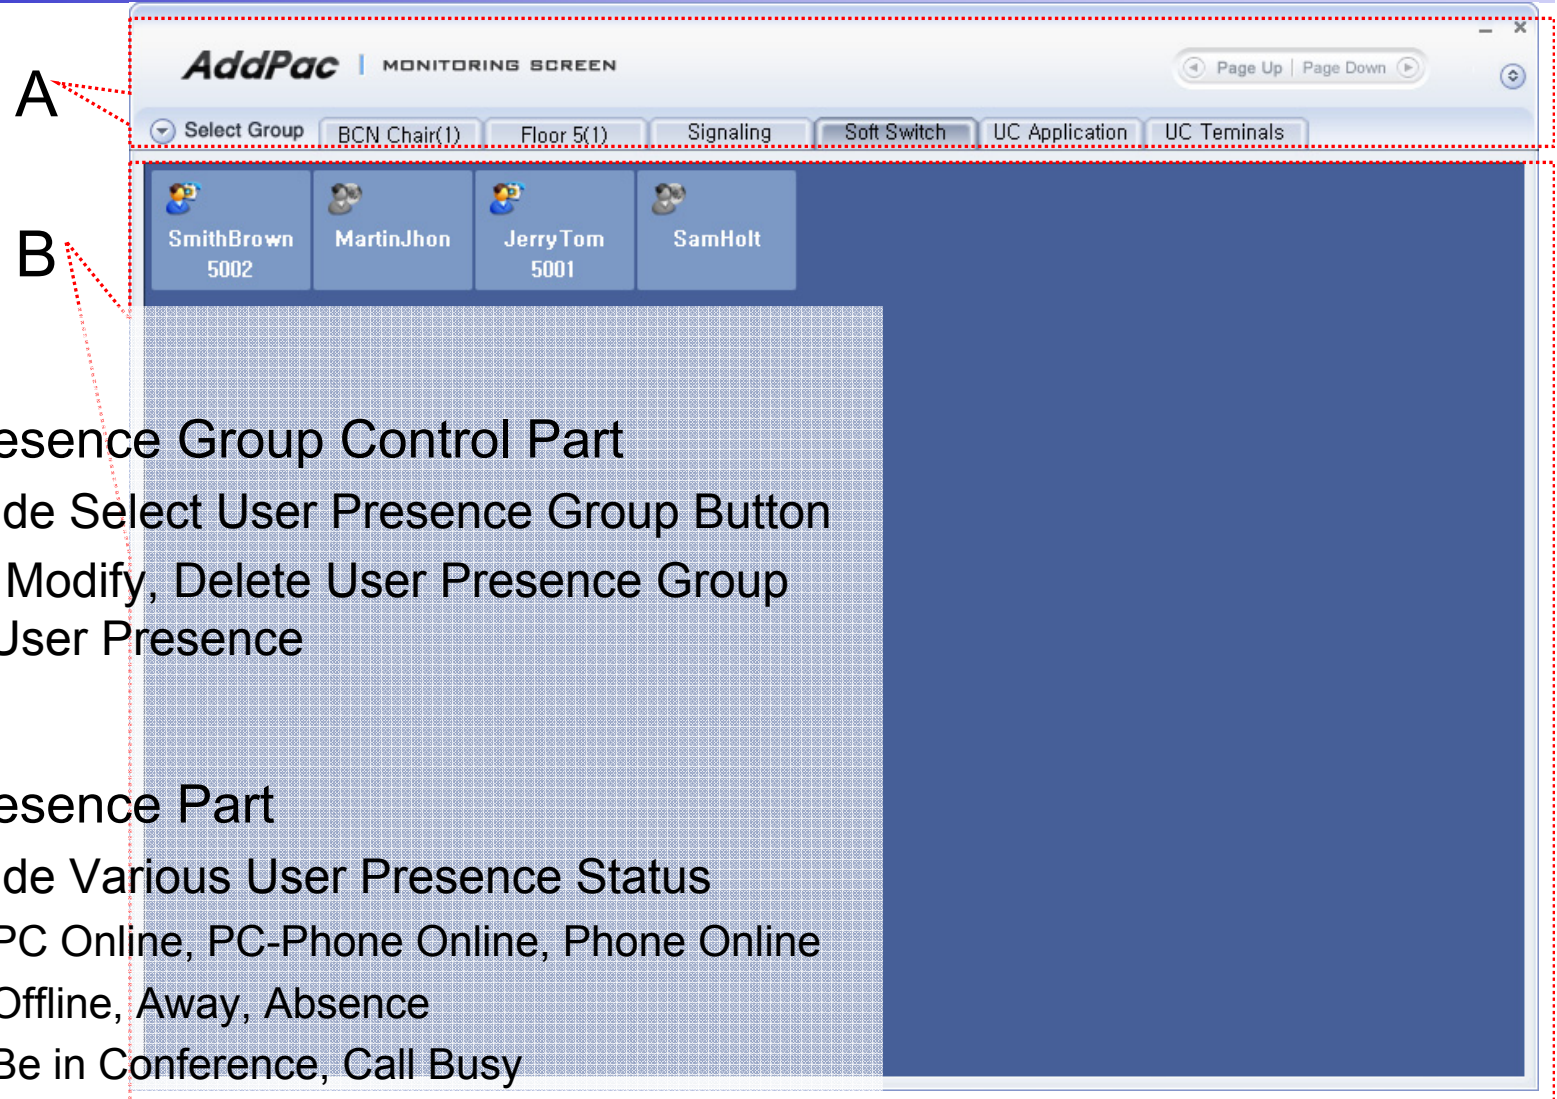 AddPac | MONITORING SCREEN
Page Up | Page Down
A
Select Group BCN Chair(1) Floor 5(1) Signaling Soft Switch UC Application UC Teminals
B
SmithBrown 5002
MartinJhon
JerryTom 5001
SamHolt
esence Group Control Part
de Select User Presence Group Button
Modify, Delete User Presence Group
User Presence
esence Part
de Various User Presence Status
PC Online, PC-Phone Online, Phone Online
Offline, Away, Absence
Be in Conference, Call Busy